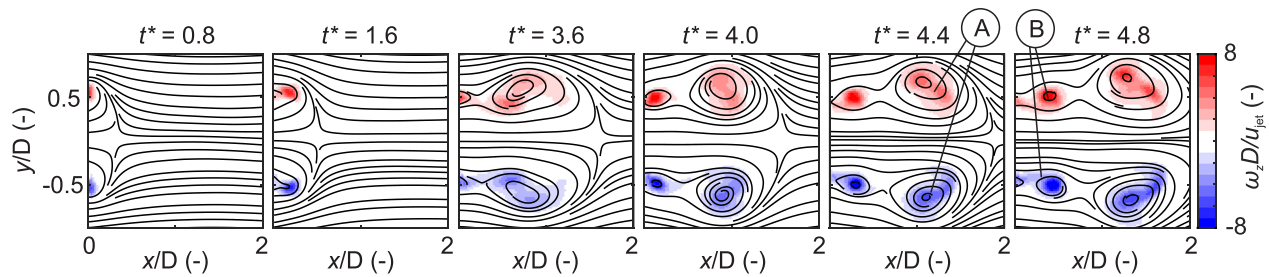 A B
t* = 0.8 t* = 1.6 t* = 3.6 t* = 4.0 t* = 4.4 t* = 4.8
8
0.5
y/D (-)
-0.5
ω_z D/u_jet (-)
-8
0 2 2 2 2 2 2
x/D (-) x/D (-) x/D (-) x/D (-) x/D (-) x/D (-)